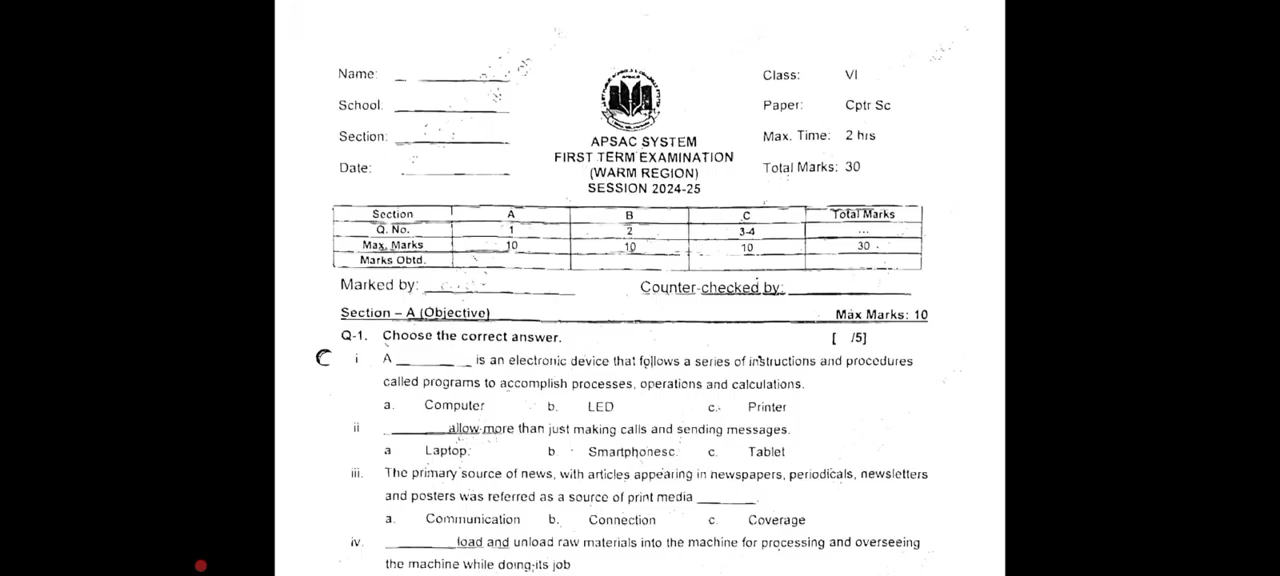 Name: ________
School: ________
Section: ________
Date: ________
APSAC SYSTEM
FIRST TERM EXAMINATION
(WARM REGION)
SESSION 2024-25
Class: VI
Paper: Cptr Sc
Max. Time: 2 hrs
Total Marks: 30
Section A B C Total Marks
Q. No. 1 2 3-4 ...
Max. Marks 10 10 10 30
Marks Obtd.
Marked by: ________ Counter-checked by: ________
Section – A (Objective) Max Marks: 10
Q-1. Choose the correct answer. [ /5]
i A ________ is an electronic device that follows a series of instructions and procedures
called programs to accomplish processes, operations and calculations.
a. Computer b. LED c. Printer
ii ________ allow more than just making calls and sending messages.
a Laptop. b Smartphonesc. c. Tablet
iii. The primary source of news, with articles appearing in newspapers, periodicals, newsletters
and posters was referred as a source of print media ________.
a. Communication b. Connection c. Coverage
iv. ________ load and unload raw materials into the machine for processing and overseeing
the machine while doing its job